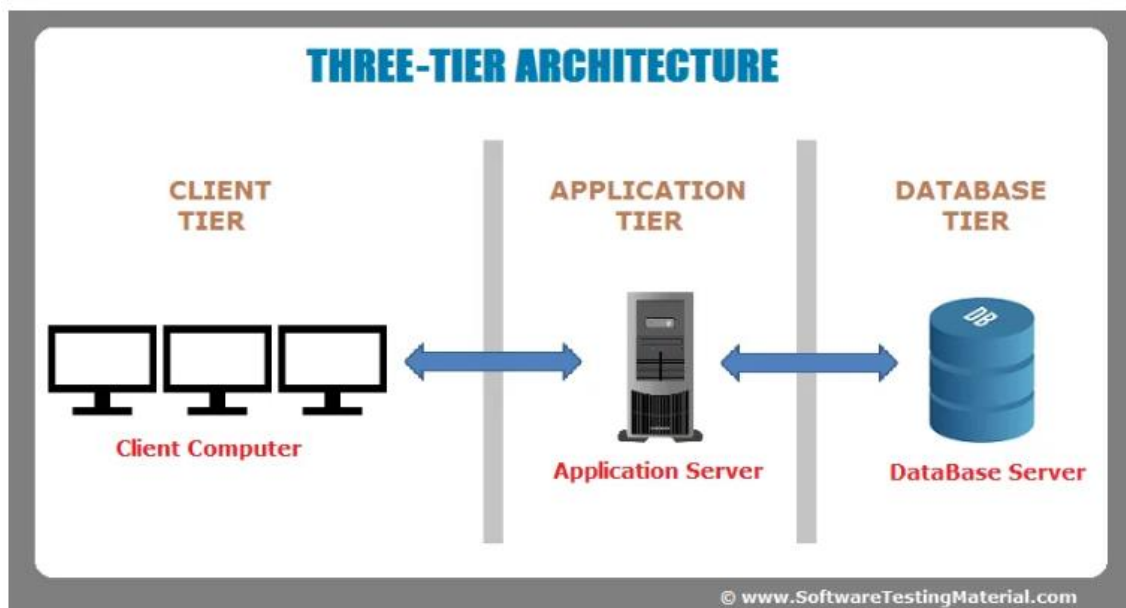 THREE-TIER ARCHITECTURE
CLIENT
TIER
APPLICATION
TIER
DATABASE
TIER
DB
Client Computer
Application Server
DataBase Server
© www.SoftwareTestingMaterial.com